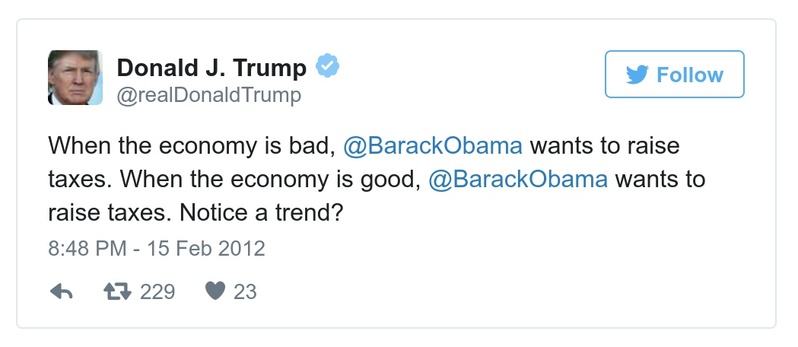 Donald J. Trump
@realDonaldTrump
Follow
When the economy is bad, @BarackObama wants to raise
taxes. When the economy is good, @BarackObama wants to
raise taxes. Notice a trend?
8:48 PM - 15 Feb 2012
229 23